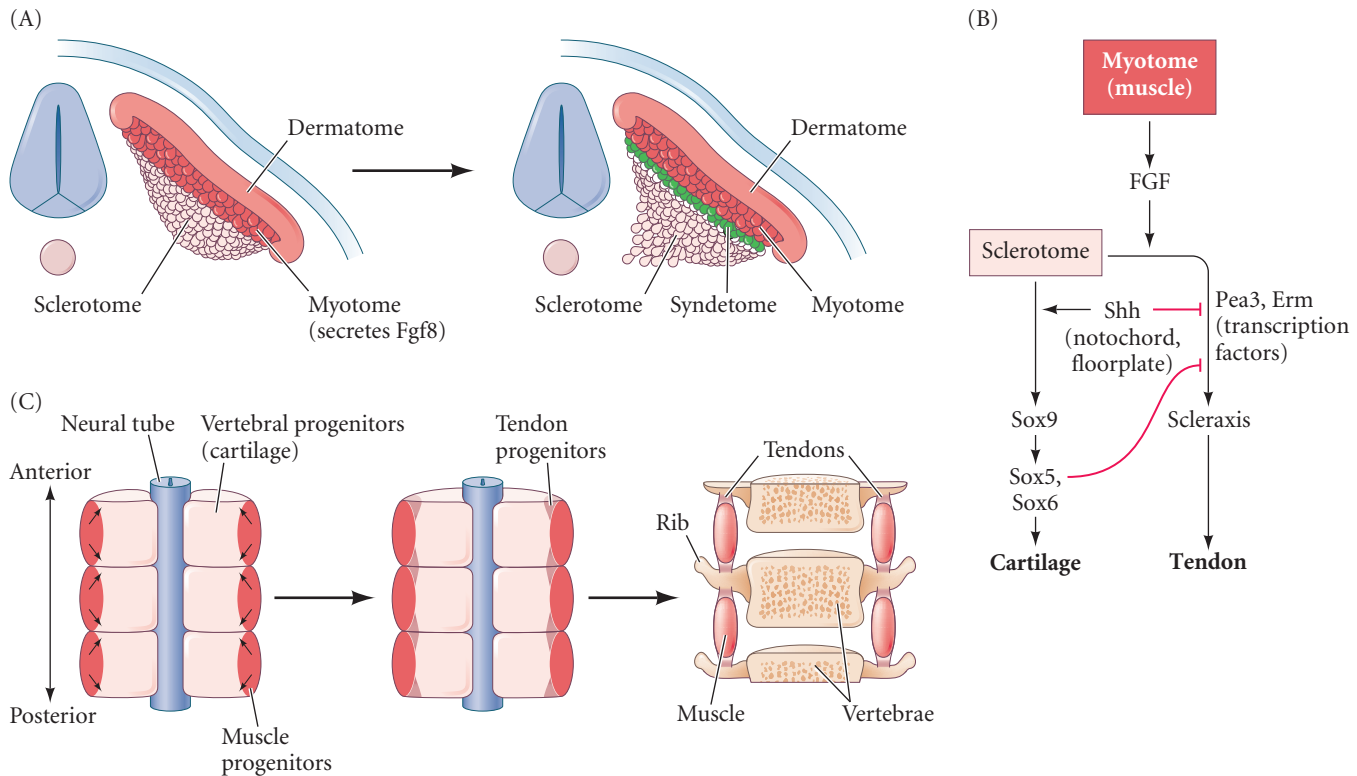 (A)
Dermatome
Sclerotome
Myotome
(secretes Fgf8)
Dermatome
Sclerotome
Syndetome
Myotome
(B)
Myotome
(muscle)
FGF
Sclerotome
Shh
(notochord,
floorplate)
Pea3, Erm
(transcription
factors)
Sox9
Scleraxis
Sox5,
Sox6
Cartilage
Tendon
(C)
Neural tube
Vertebral progenitors
(cartilage)
Anterior
Posterior
Muscle
progenitors
Tendon
progenitors
Tendons
Rib
Muscle
Vertebrae